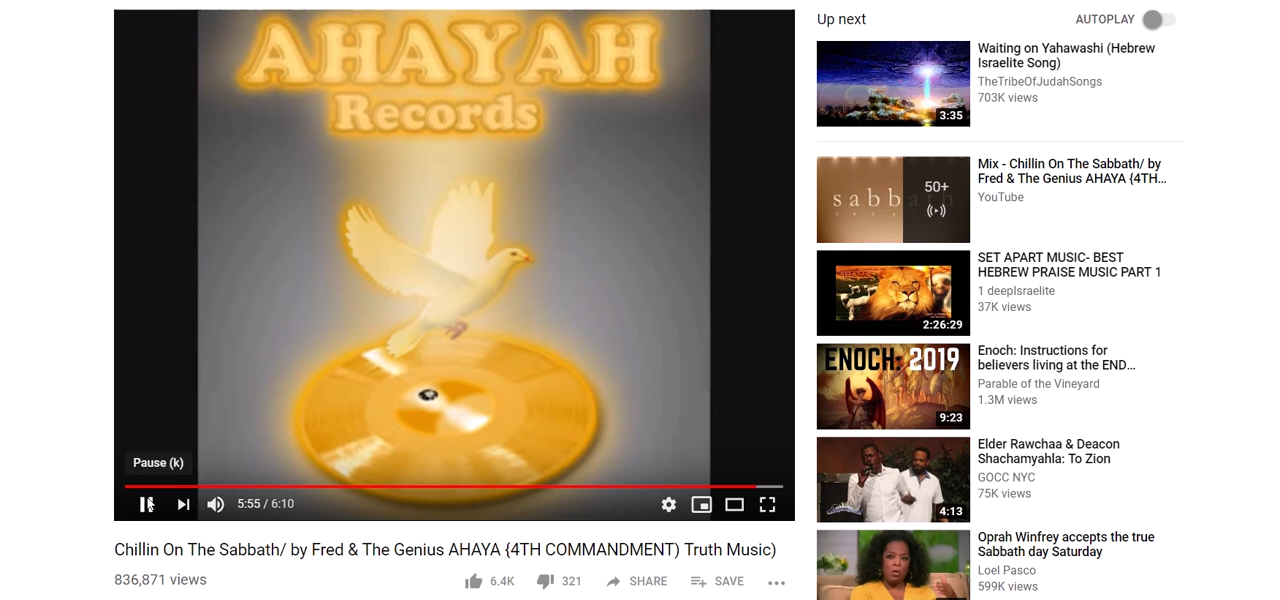 AHAYAH
Records
Pause (k)
5:55 / 6:10
Chillin On The Sabbath/ by Fred & The Genius AHAYA {4TH COMMANDMENT) Truth Music)
836,871 views
6.4K
321
SHARE
SAVE
Up next
AUTOPLAY
3:35
Waiting on Yahawashi (Hebrew
Israelite Song)
TheTribeOfJudahSongs
703K views
sabbath
50+
Mix - Chillin On The Sabbath/ by
Fred & The Genius AHAYA {4TH...
YouTube
2:26:29
SET APART MUSIC- BEST
HEBREW PRAISE MUSIC PART 1
1 deepIsraelite
37K views
ENOCH: 2019
9:23
Enoch: Instructions for
believers living at the END...
Parable of the Vineyard
1.3M views
4:13
Elder Rawchaa & Deacon
Shachamyahla: To Zion
GOCC NYC
75K views
Oprah Winfrey accepts the true
Sabbath day Saturday
Loel Pasco
599K views